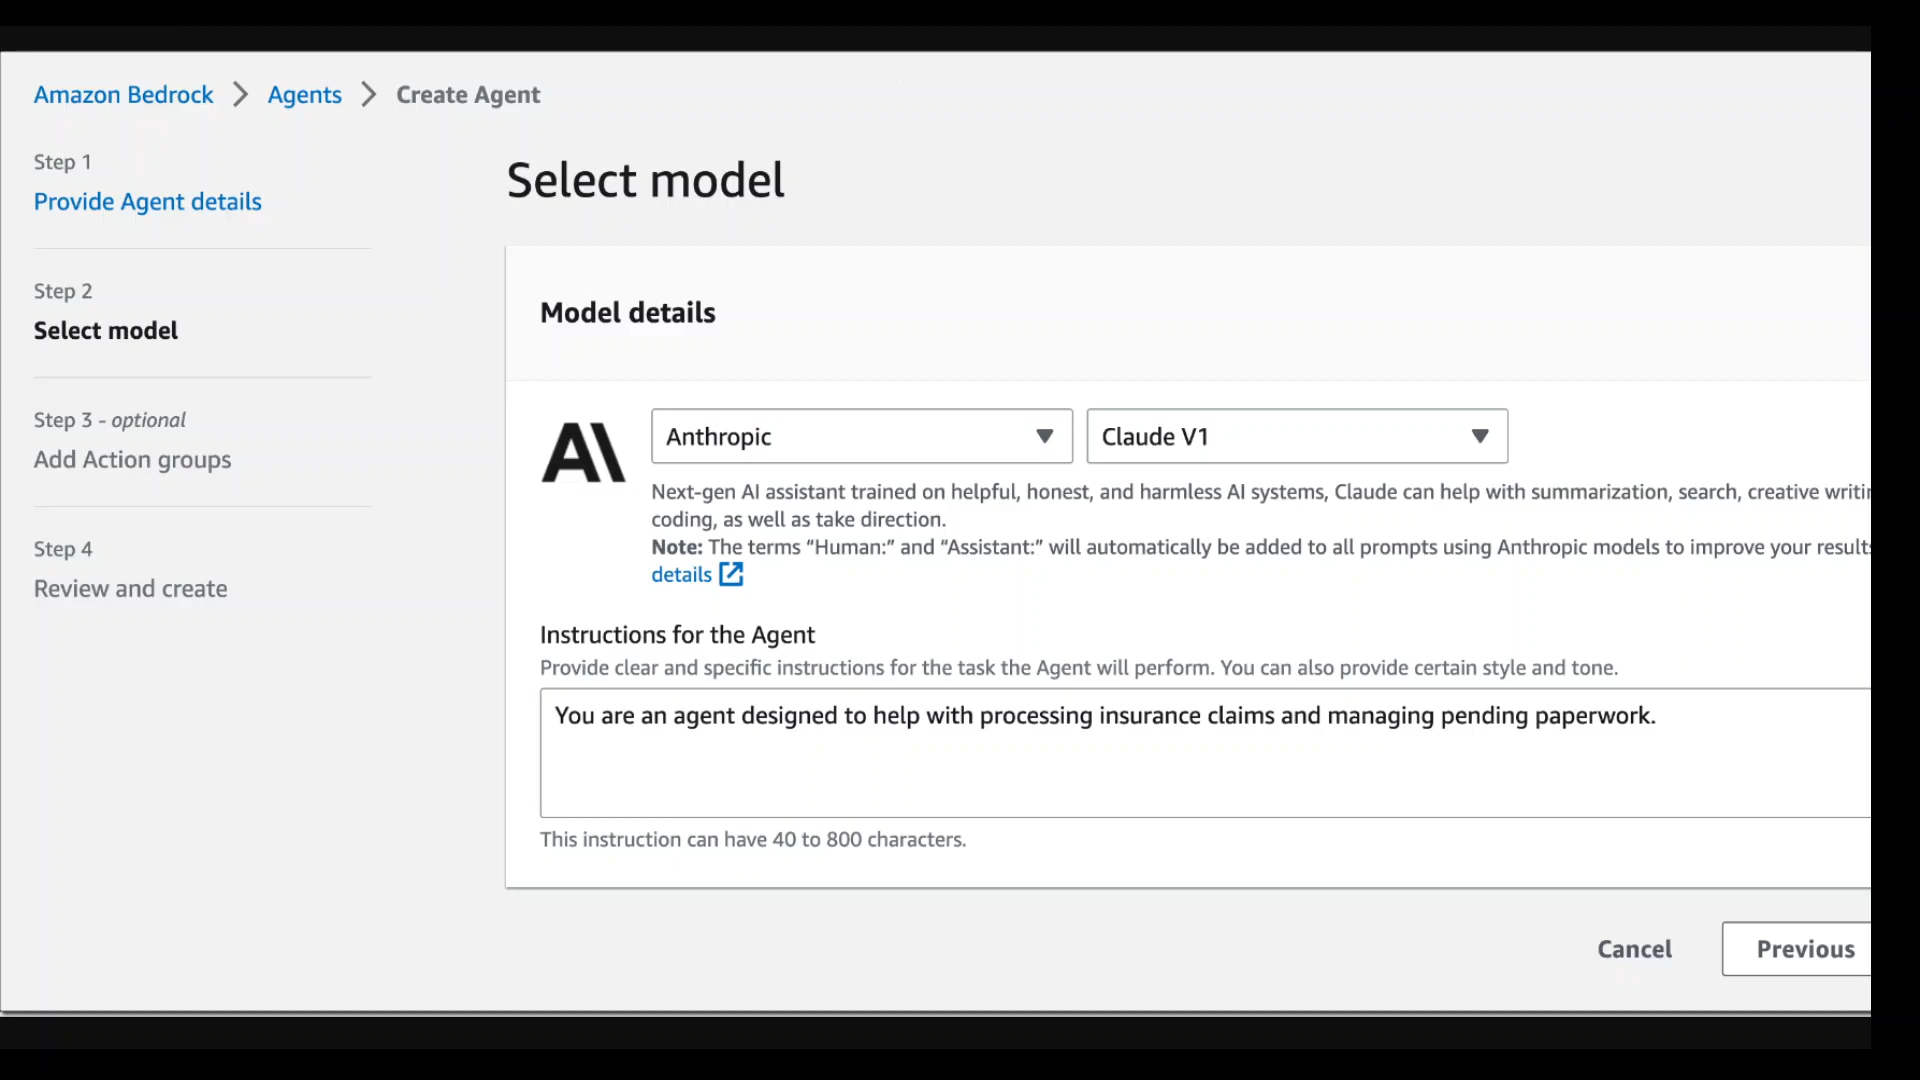 Amazon Bedrock > Agents > Create Agent
Step 1
Provide Agent details
Step 2
Select model
Step 3 - optional
Add Action groups
Step 4
Review and create
Select model
Model details
Anthropic
Claude V1
Next-gen AI assistant trained on helpful, honest, and harmless AI systems, Claude can help with summarization, search, creative
coding, as well as take direction.
Note: The terms “Human:” and “Assistant:” will automatically be added to all prompts using Anthropic models to improve your
details
Instructions for the Agent
Provide clear and specific instructions for the task the Agent will perform. You can also provide certain style and tone.
You are an agent designed to help with processing insurance claims and managing pending paperwork.
This instruction can have 40 to 800 characters.
Cancel
Previous